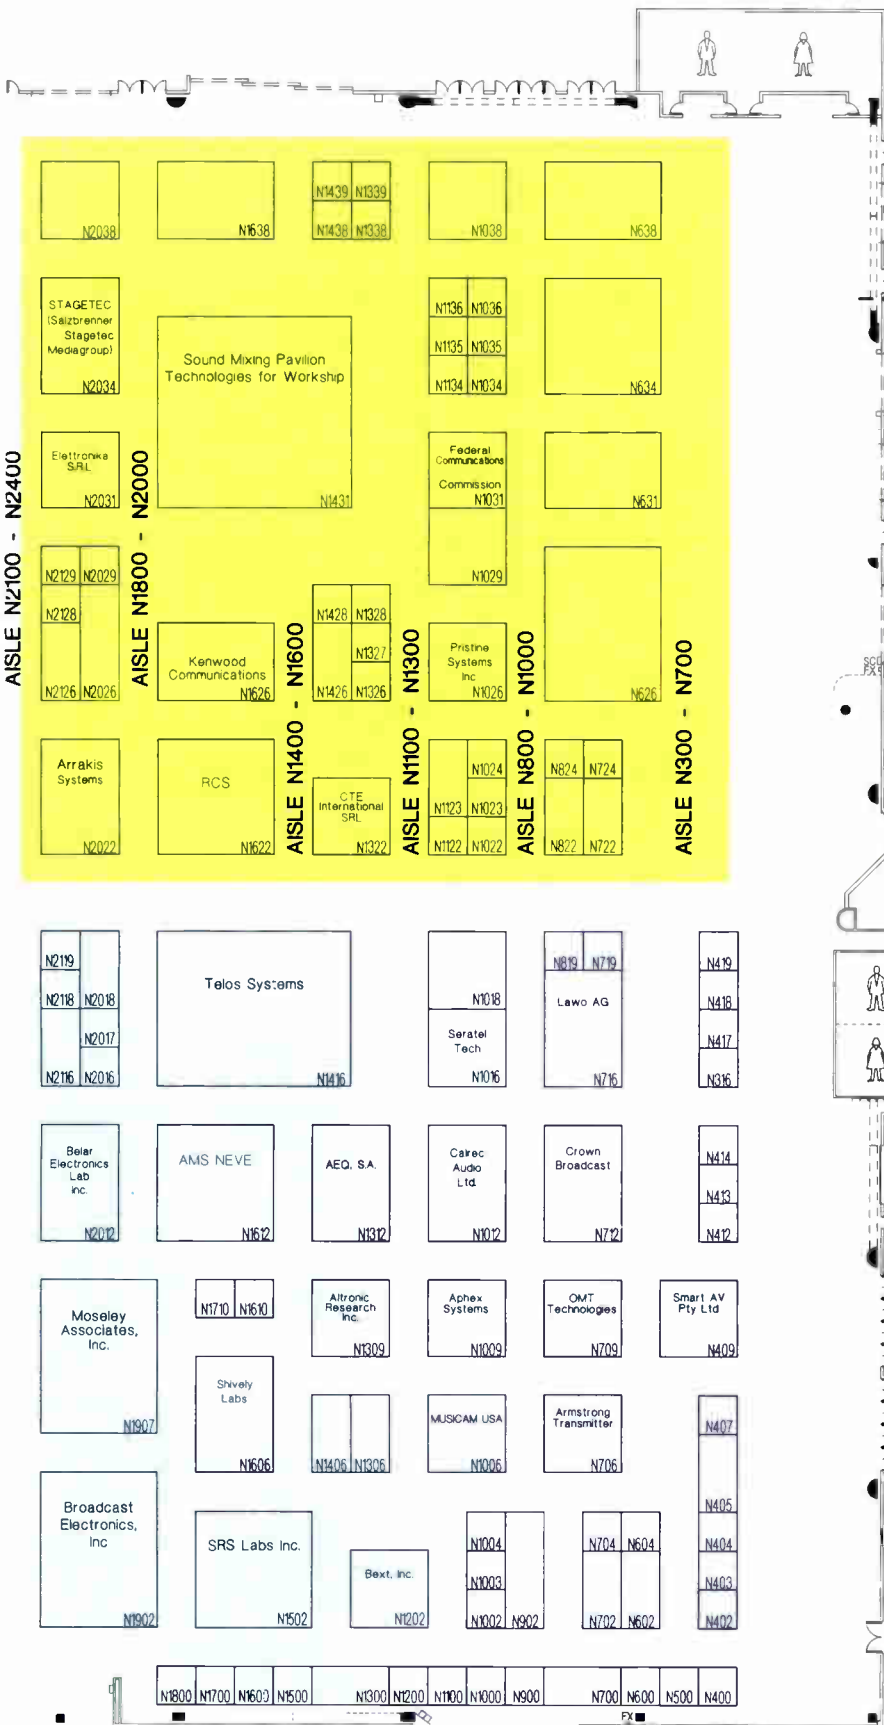 N2038
N1638
N1439 N1339
N1438 N1338
N1038
N638
STAGETEC
(Salzbrenner
Stagetec
Mediagroup)
N2034
Sound Mixing Pavilion
Technologies for Workship
N1431
N1136 N1036
N1135 N1035
N1134 N1034
N634
Elettronika
S.R.L
N2031
Federal
Communications
Commission
N1031
N1029
N631
AISLE N2100 - N2400
AISLE N1800 - N2000
N2129 N2029
N2128
N2126 N2026
Kenwood
Communications
N1626
N1428 N1328
N1327
N1426 N1326
Pristine
Systems
Inc
N1026
N626
AISLE N1400 - N1600
AISLE N1100 - N1300
AISLE N800 - N1000
AISLE N300 - N700
Arrakis
Systems
N2022
RCS
N1622
CTE
International
SRL
N1322
N1024
N1123 N1023
N1122 N1022
N824 N724
N822 N722
N2119
N2118 N2018
N2017
N2116 N2016
Telos Systems
N1416
N1018
Seratel
Tech
N1016
N819 N719
Lawo AG
N716
N419
N418
N417
N316
Belar
Electronics
Lab
Inc.
N2012
AMS NEVE
N1612
AEQ, S.A.
N1312
Calrec
Audio
Ltd.
N1012
Crown
Broadcast
N712
N414
N413
N412
Moseley
Associates,
Inc.
N1907
N1710 N1610
Altronic
Research
Inc.
N1309
Aphex
Systems
N1009
OMT
Technologies
N709
Smart AV
Pty Ltd
N409
Shively
Labs
N1606
N1406 N1306
MUSICAM USA
N1006
Armstrong
Transmitter
N706
N407
N405
N404
N403
N402
Broadcast
Electronics,
Inc
N1902
SRS Labs Inc.
N1502
Bext, Inc.
N1202
N1004
N1003
N1002 N902
N704 N604
N702 N602
N1800 N1700 N1600 N1500 N1300 N1200 N1100 N1000 N900 N700 N600 N500 N400
FX